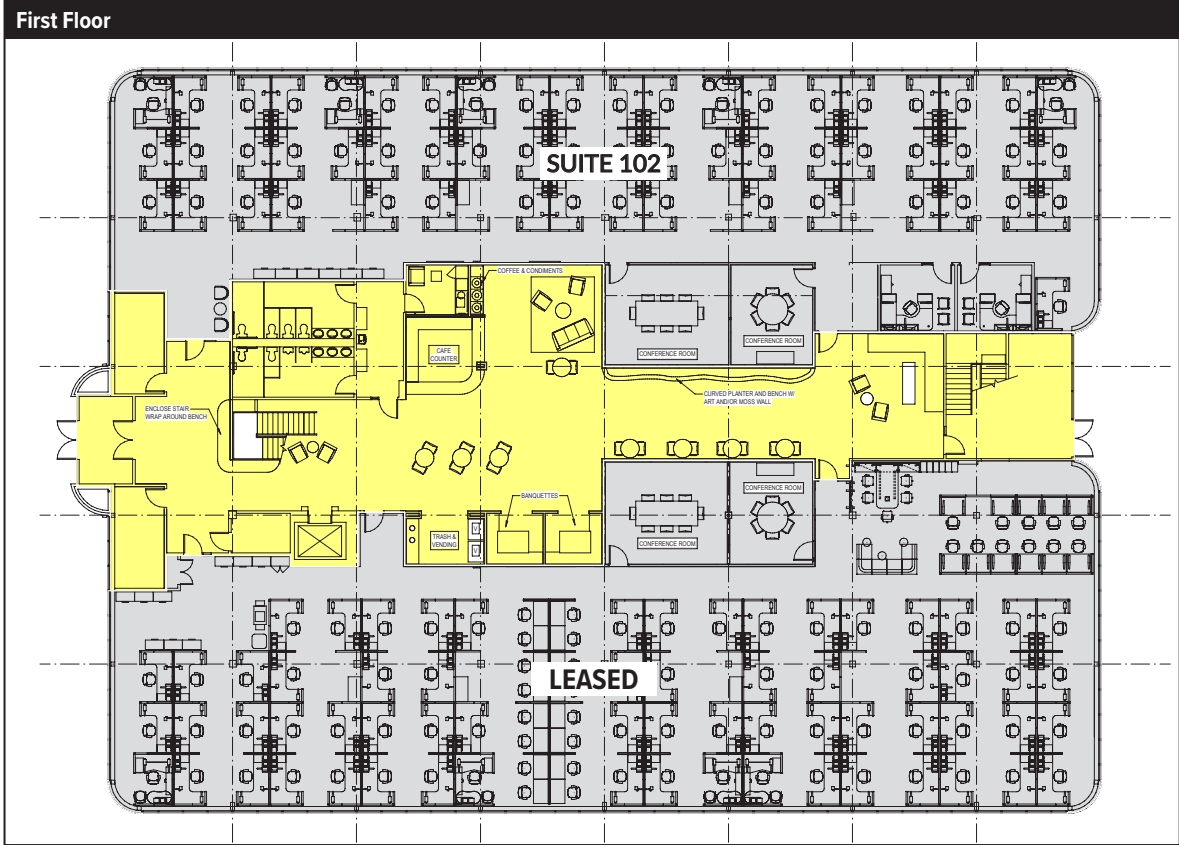 First Floor
SUITE 102
COFFEE & CONDIMENTS
CAFE
COUNTER
CONFERENCE ROOM
CONFERENCE ROOM
CURVED PLANTER AND BENCH W/
ART AND/OR MOSS WALL
ENCLOSE STAIR
WRAP AROUND BENCH
BANQUETTES
CONFERENCE ROOM
CONFERENCE ROOM
TRASH &
VENDING
V
V
LEASED